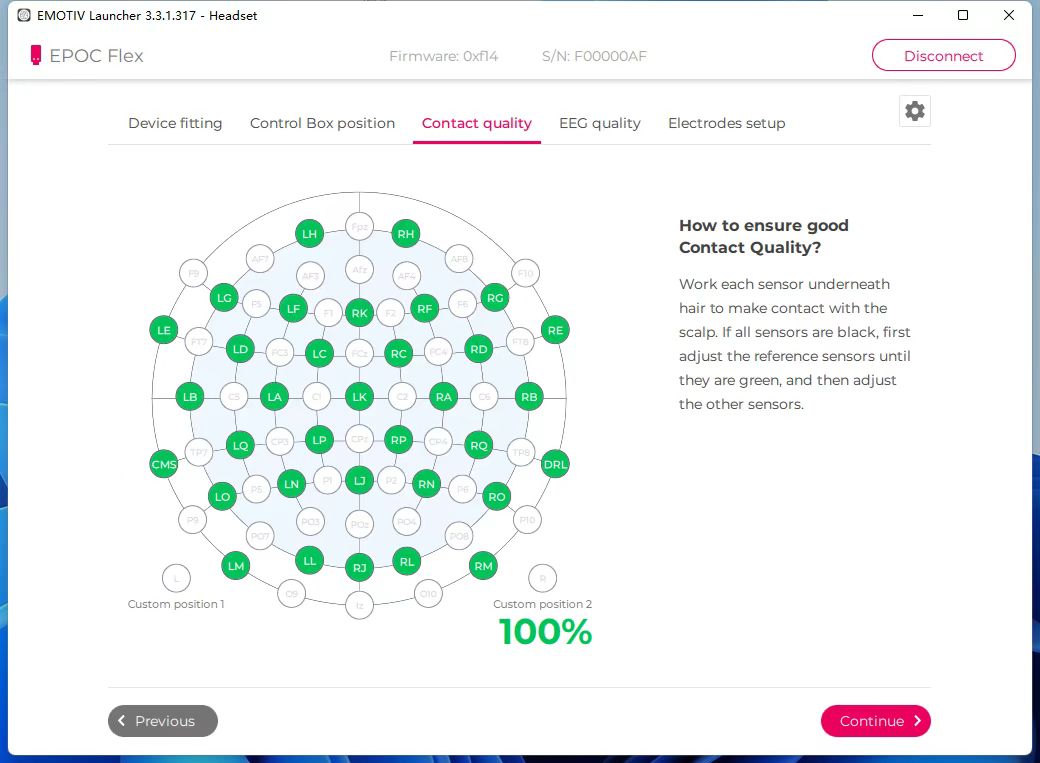 EMOTIV Launcher 3.3.1.317 - Headset
EPOC Flex
Firmware: 0xf14
S/N: F00000AF
Disconnect
Device fitting
Control Box position
Contact quality
EEG quality
Electrodes setup
LH
Fpz
RH
AF7
AF8
F9
AF3
Afz
AF4
F10
LG
F5
LF
F1
RK
F2
RF
F6
RG
LE
RE
FT7
LD
FC3
LC
FCz
RC
FC4
RD
FT8
LB
C5
LA
C1
LK
C2
RA
C6
RB
TP7
LQ
CP3
LP
CPz
RP
CP4
RQ
TP8
CMS
DRL
LO
P5
LN
P1
LJ
P2
RN
P6
RO
P9
PO3
POz
PO4
P10
PO7
PO8
LM
LL
RJ
RL
RM
L
O9
Iz
O10
R
Custom position 1
Custom position 2
100%
How to ensure good
Contact Quality?
Work each sensor underneath
hair to make contact with the
scalp. If all sensors are black, first
adjust the reference sensors until
they are green, and then adjust
the other sensors.
Previous
Continue